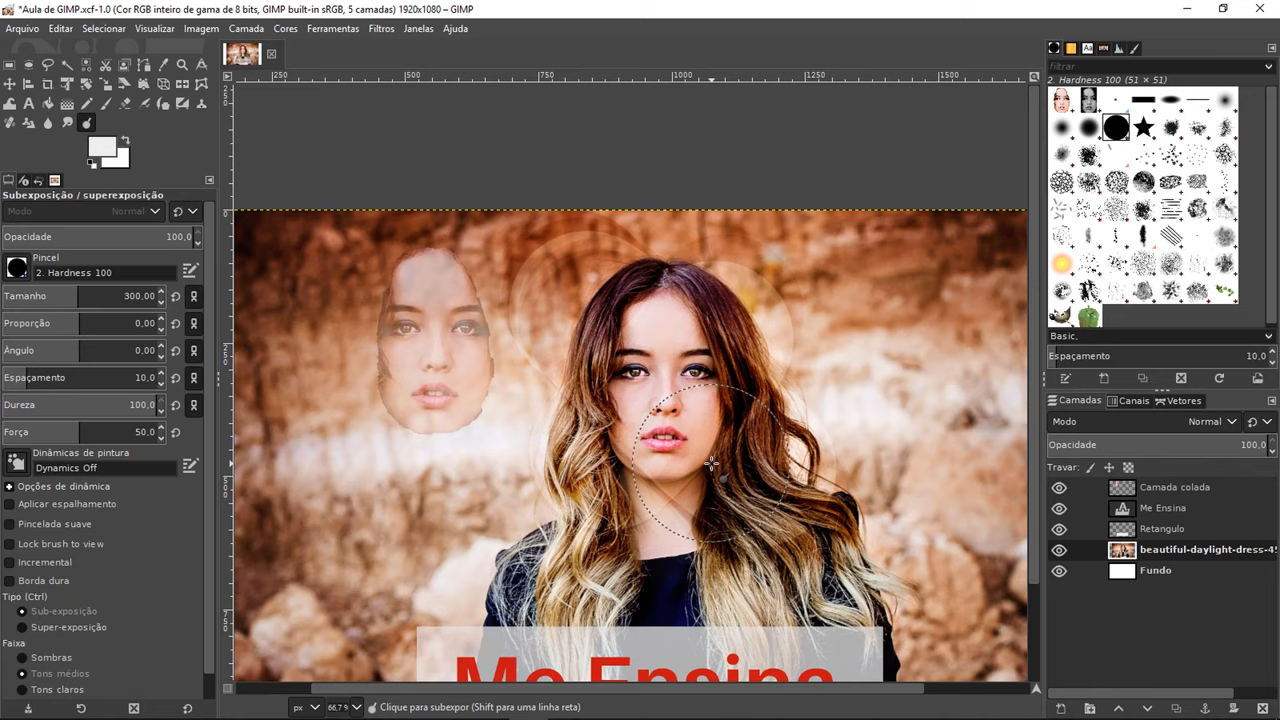 *Aula de GIMP.xcf-1.0 (Cor RGB inteiro de gama de 8 bits, GIMP built-in sRGB, 5 camadas) 1920x1080 – GIMP
Arquivo Editar Selecionar Visualizar Imagem Camada Cores Ferramentas Filtros Janelas Ajuda
250 500 750 1000 1250 1500
filtrar
2. Hardness 100 (51 × 51)
Subexposição / superexposição
Modo Normal
Opacidade 100,0
Pincel
2. Hardness 100
Tamanho 300,00
Proporção 0,00
Ângulo 0,00
Espaçamento 10,0
Dureza 100,0
Força 50,0
Dinâmicas de pintura
Dynamics Off
Opções de dinâmica
Aplicar espalhamento
Pincelada suave
Lock brush to view
Incremental
Borda dura
Tipo (Ctrl)
Sub-exposição
Super-exposição
Faixa
Sombras
Tons médios
Tons claros
Me Ensina
px 66,7 % Clique para subexpor (Shift para uma linha reta)
Basic,
Espaçamento 10,0
Camadas Canais Vetores
Modo Normal
Opacidade 100,0
Travar:
Camada colada
Me Ensina
Retangulo
beautiful-daylight-dress-4
Fundo